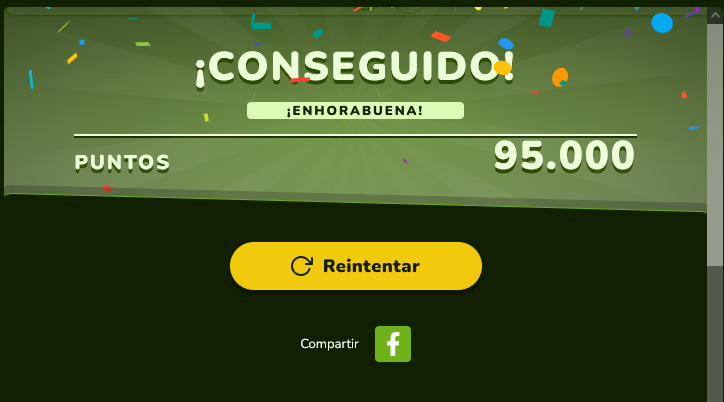 ¡CONSEGUIDO!
¡ENHORABUENA!
PUNTOS 95.000
Reintentar
Compartir